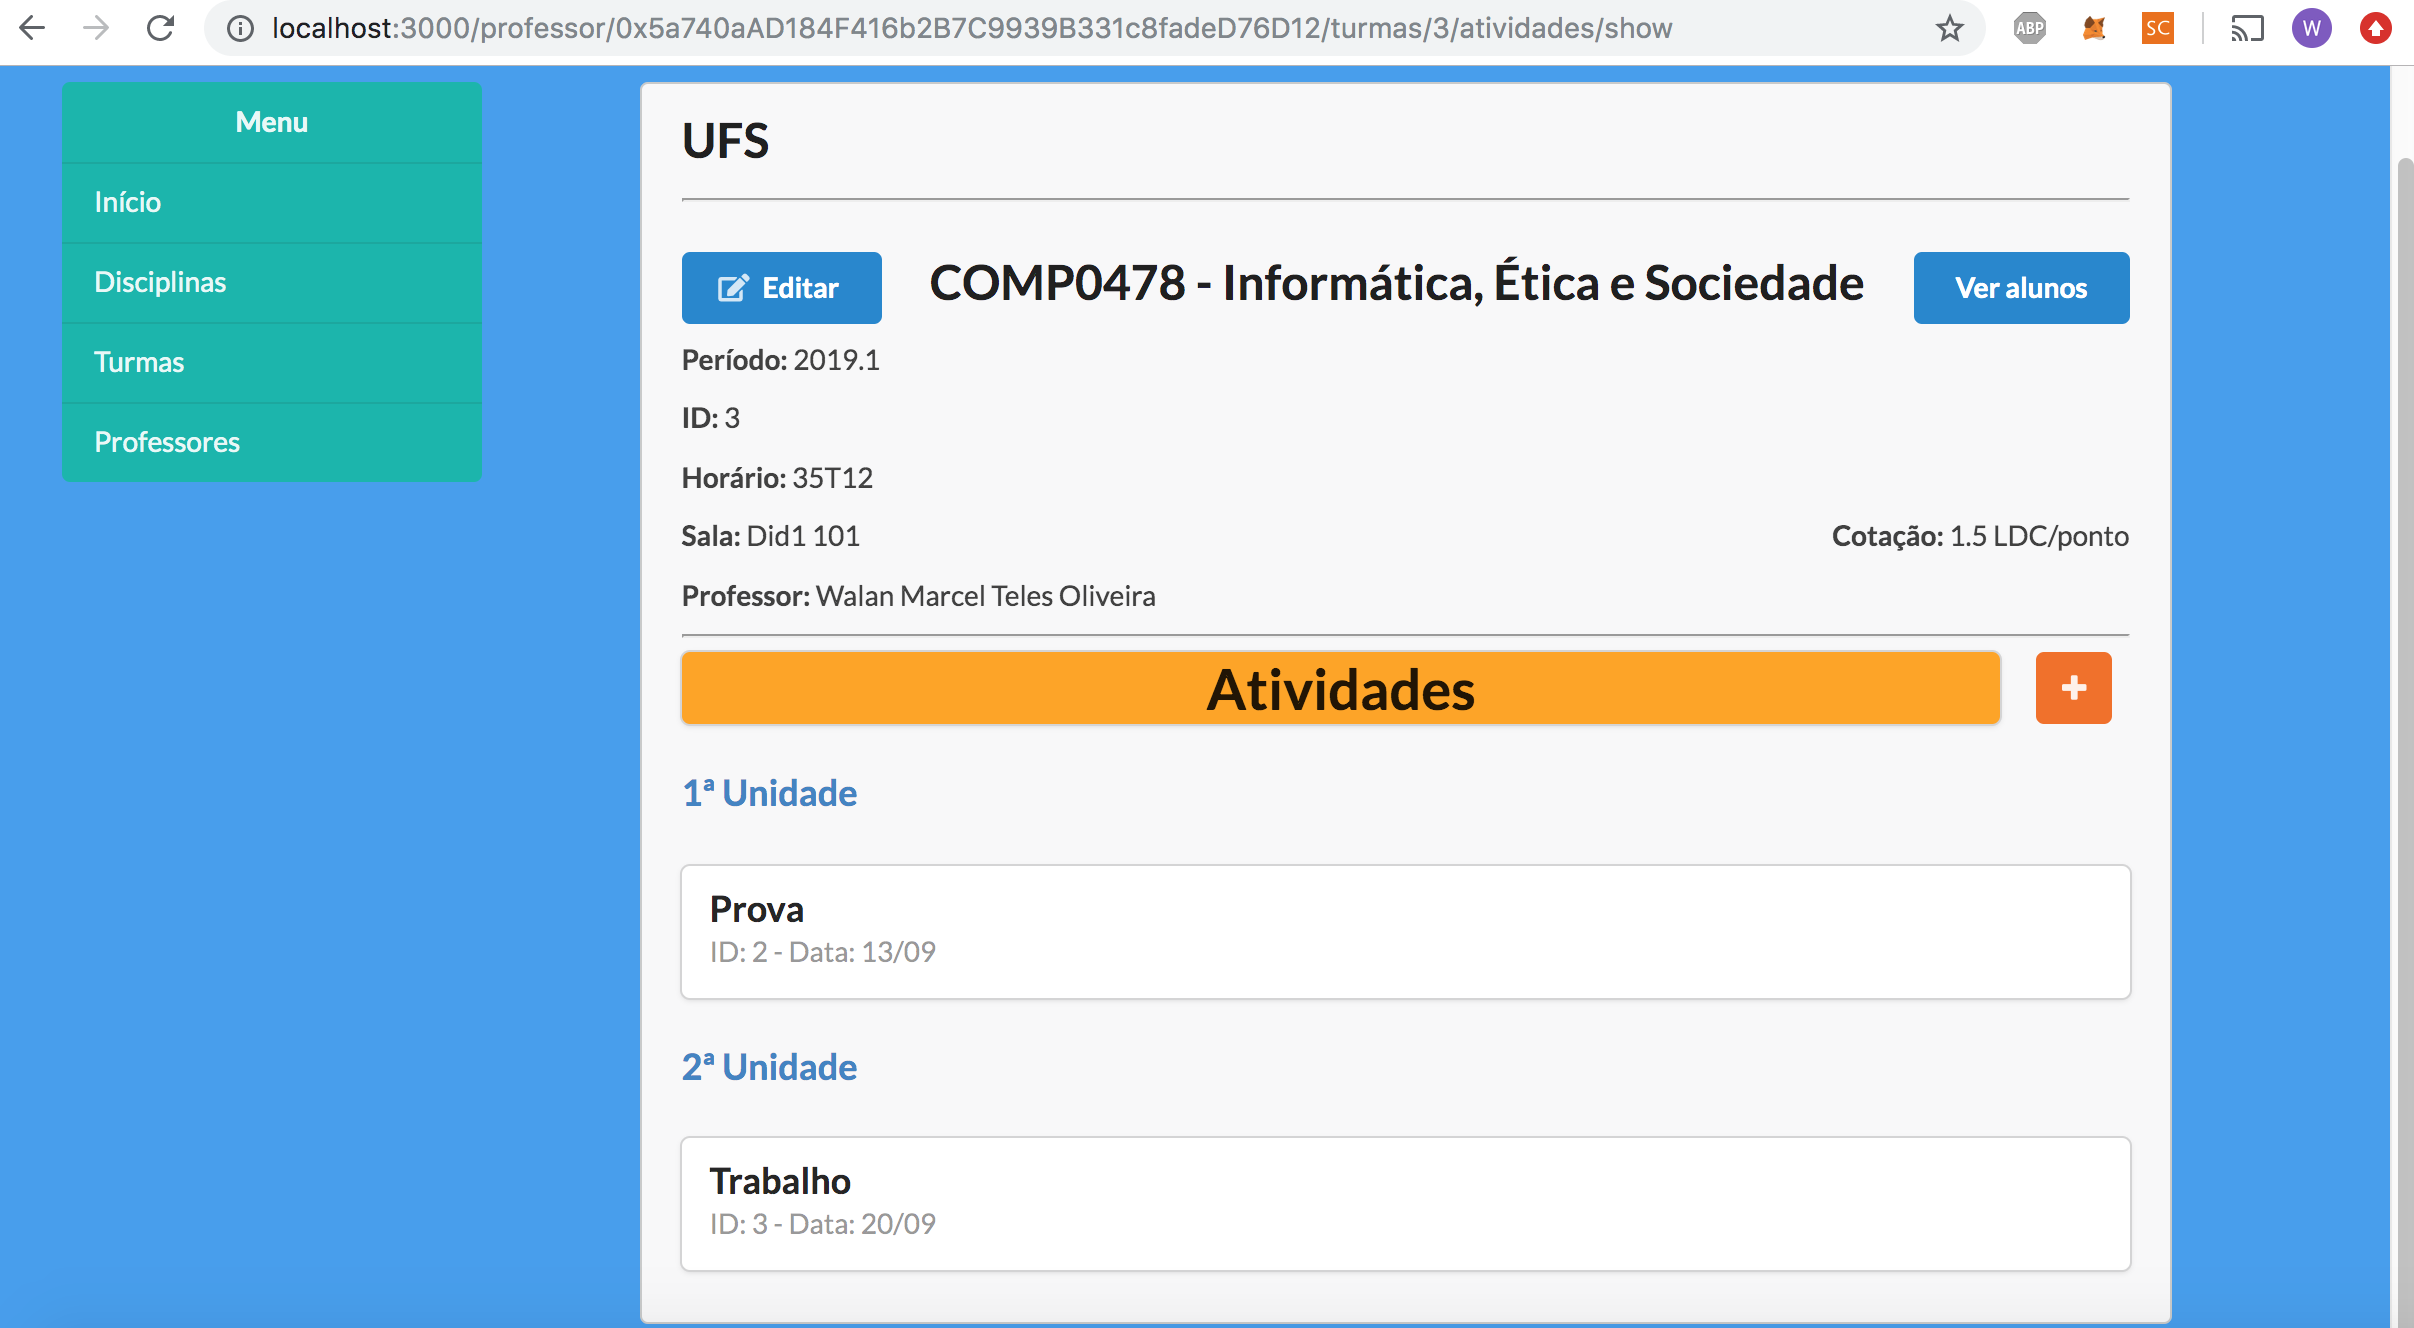 localhost:3000/professor/0x5a740aAD184F416b2B7C9939B331c8fadeD76D12/turmas/3/atividades/show
ABP
SC
W
Menu
Início
Disciplinas
Turmas
Professores
UFS
Editar
COMP0478 - Informática, Ética e Sociedade
Ver alunos
Período: 2019.1
ID: 3
Horário: 35T12
Sala: Did1 101
Cotação: 1.5 LDC/ponto
Professor: Walan Marcel Teles Oliveira
Atividades
1ª Unidade
Prova
ID: 2 - Data: 13/09
2ª Unidade
Trabalho
ID: 3 - Data: 20/09